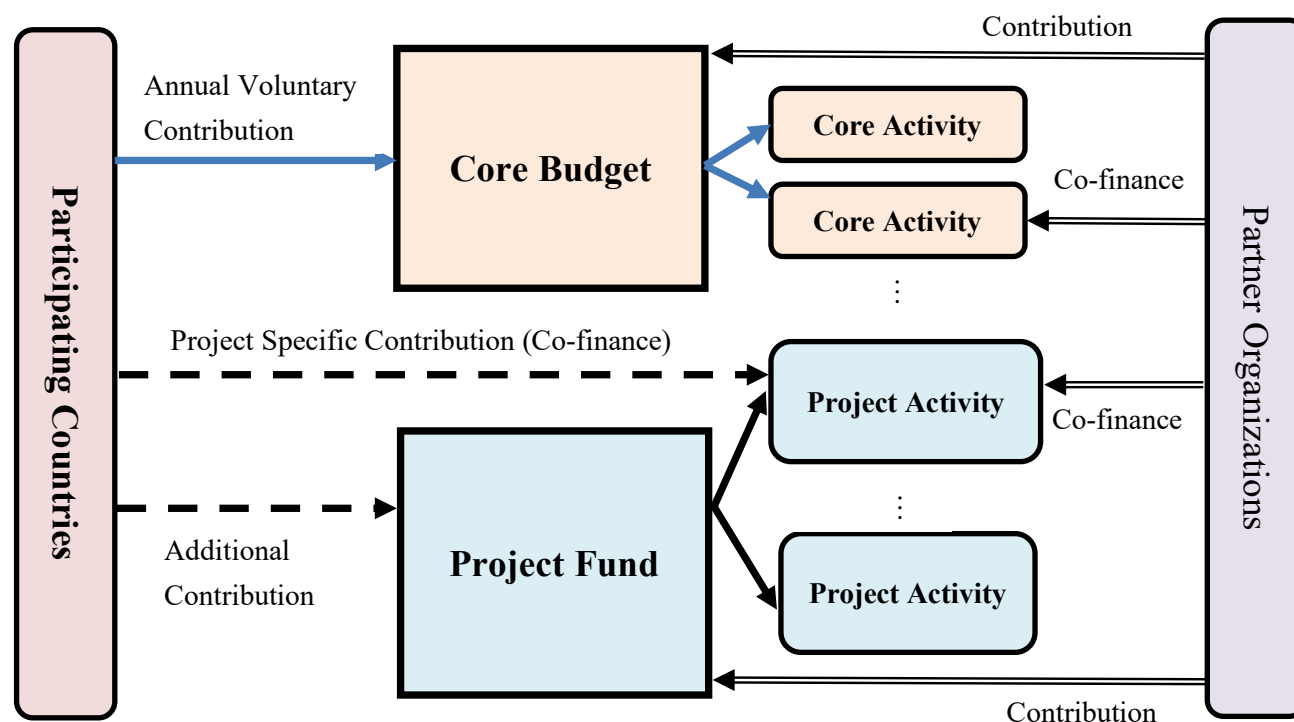 Participating Countries
Annual Voluntary
Contribution
Core Budget
Contribution
Core Activity
Co-finance
Core Activity
⋮
Project Specific Contribution (Co-finance)
Project Activity
Co-finance
⋮
Additional
Contribution
Project Fund
Project Activity
Contribution
Partner Organizations